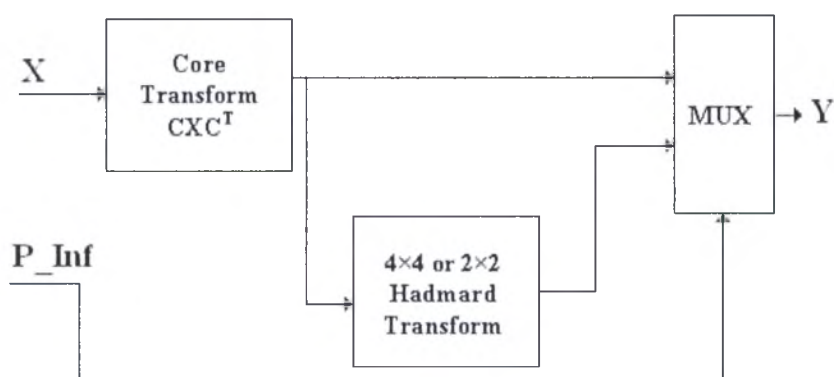 X
Core
Transform
CXC^T
MUX
Y
P_Inf
4×4 or 2×2
Hadmard
Transform